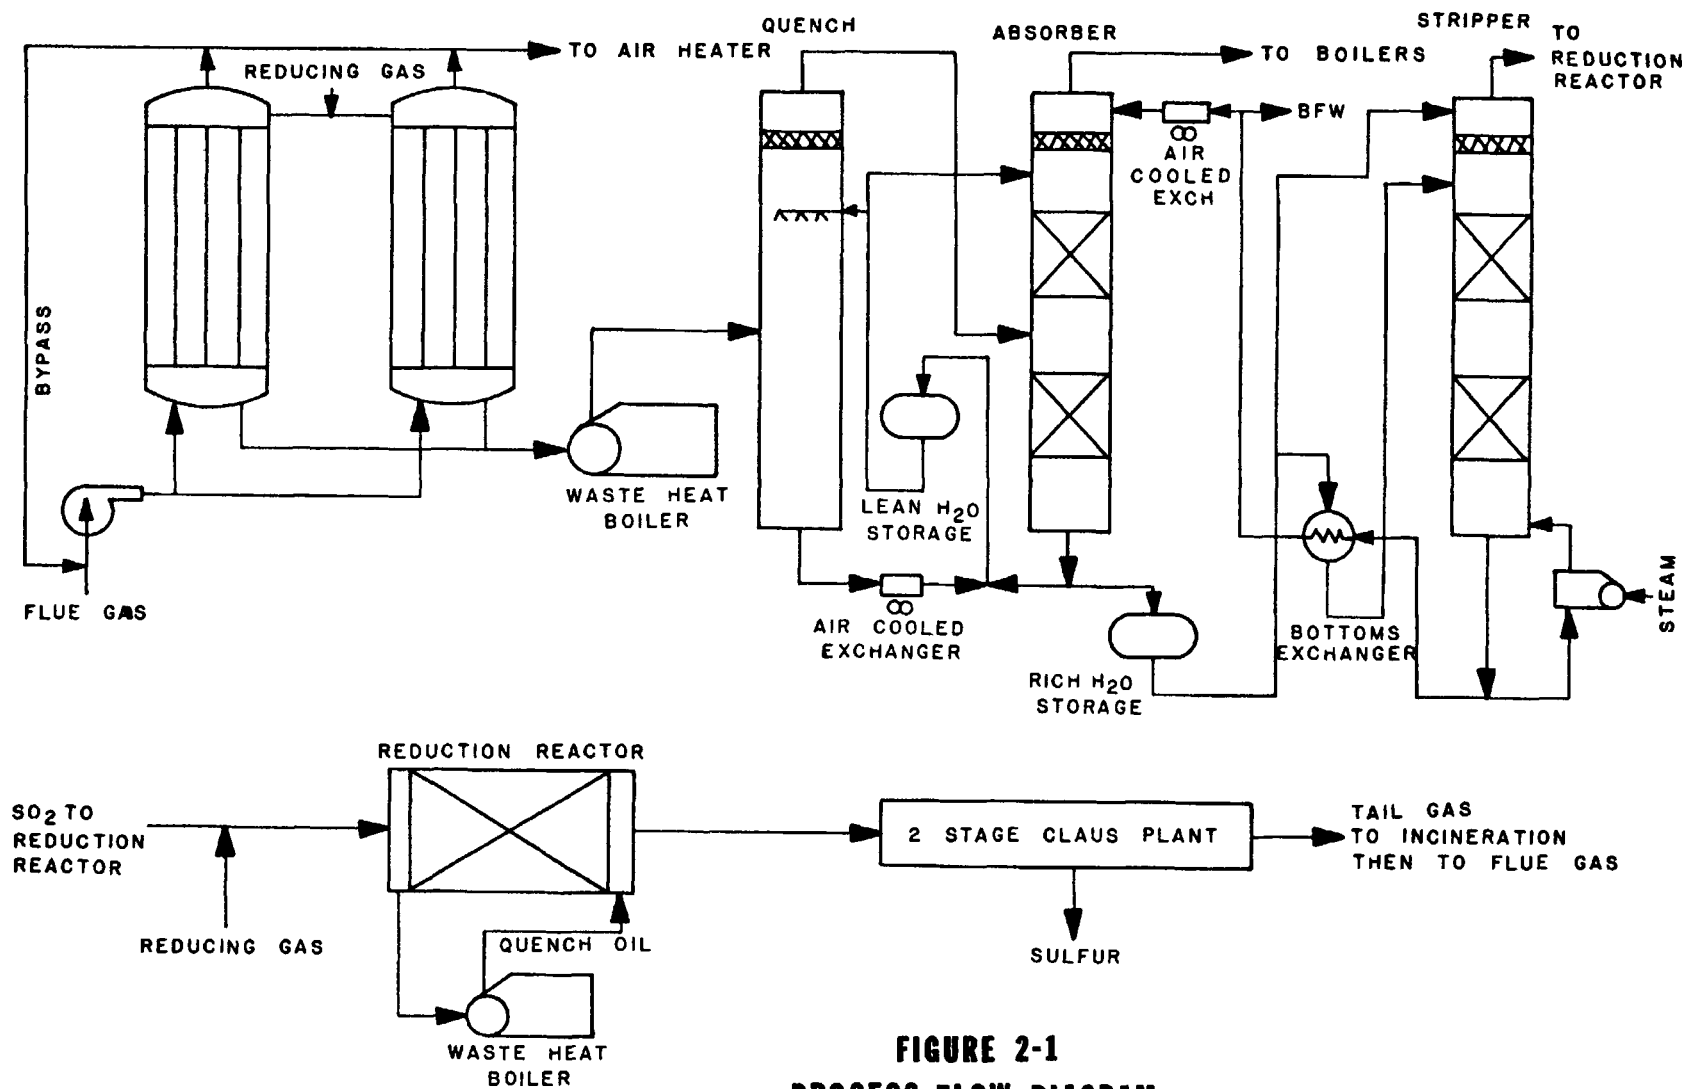 QUENCH
ABSORBER
STRIPPER
TO
REDUCTION
REACTOR
TO AIR HEATER
REDUCING GAS
TO BOILERS
BFW
AIR
COOLED
EXCH
BYPASS
WASTE HEAT
BOILER
LEAN H2O
STORAGE
FLUE GAS
AIR COOLED
EXCHANGER
RICH H2O
STORAGE
BOTTOMS
EXCHANGER
STEAM
REDUCTION REACTOR
SO2 TO
REDUCTION
REACTOR
REDUCING GAS
QUENCH OIL
WASTE HEAT
BOILER
2 STAGE CLAUS PLANT
SULFUR
TAIL GAS
TO INCINERATION
THEN TO FLUE GAS
FIGURE 2-1
PROCESS FLOW DIAGRAM